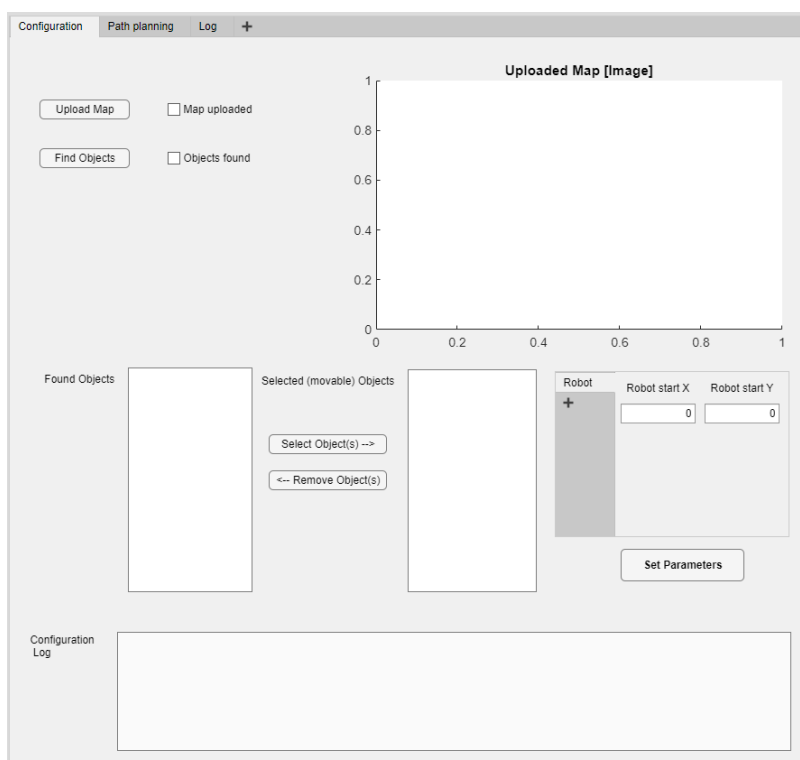 Configuration Path planning Log +
Uploaded Map [Image]
Upload Map Map uploaded
Find Objects Objects found
1
0.8
0.6
0.4
0.2
0
0 0.2 0.4 0.6 0.8 1
Found Objects
Selected (movable) Objects
Select Object(s) -->
<-- Remove Object(s)
Robot
+
Robot start X Robot start Y
0 0
Set Parameters
Configuration
Log